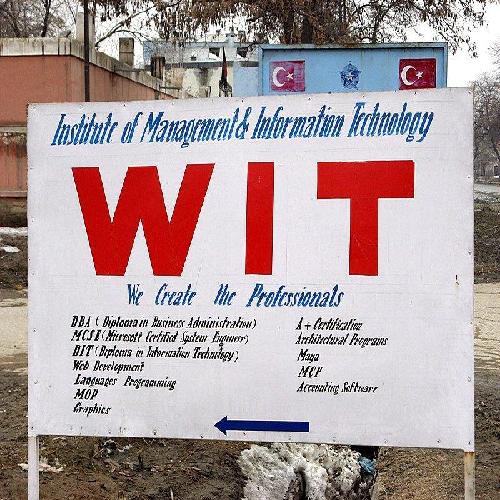 Institute of Management & Information Technology
WIT
We Create the Professionals
DBA ( Diploma in Business Administration)
MCSE (Microsoft Certified System Engineer)
DIT ( Diploma in Information Technology)
Web Development
Languages Programming
MOP
Graphics
A + Certification
Architectural Programs
Maya
MCP
Accounting Software